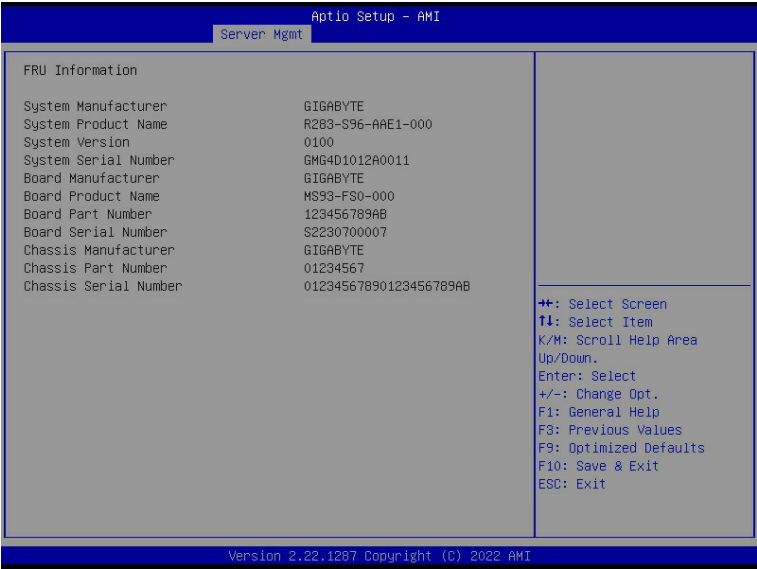 Aptio Setup - AMI
Server Mgmt
FRU Information
System Manufacturer GIGABYTE
System Product Name R283-S96-AAE1-000
System Version 0100
System Serial Number GMG4D1012A0011
Board Manufacturer GIGABYTE
Board Product Name MS93-FS0-000
Board Part Number 123456789AB
Board Serial Number S2230700007
Chassis Manufacturer GIGABYTE
Chassis Part Number 01234567
Chassis Serial Number 01234567890123456789AB
→←: Select Screen
↑↓: Select Item
K/M: Scroll Help Area
Up/Down.
Enter: Select
+/-: Change Opt.
F1: General Help
F3: Previous Values
F9: Optimized Defaults
F10: Save & Exit
ESC: Exit
Version 2.22.1287 Copyright (C) 2022 AMI